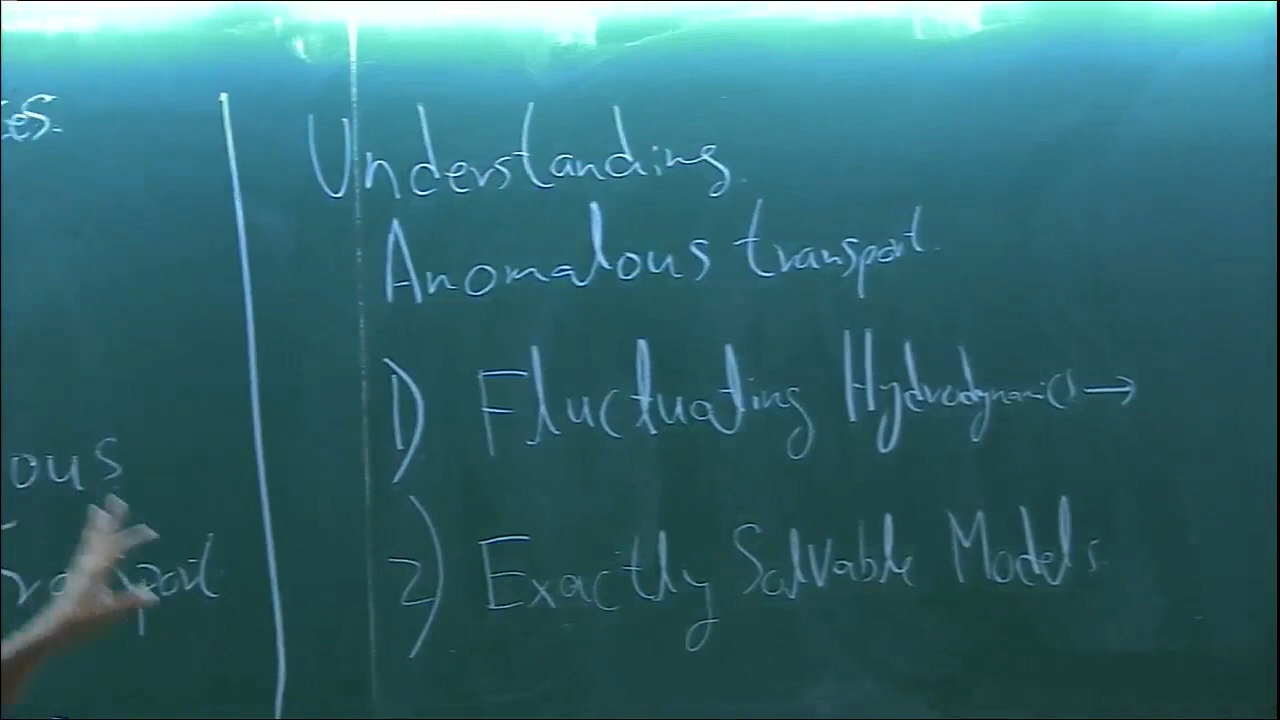 Understanding
Anomalous transport.
1) Fluctuating Hydrodynamics →
2) Exactly Solvable Models